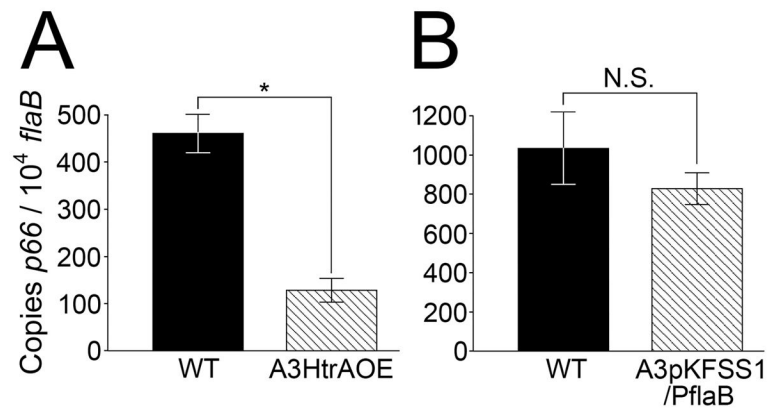 A
Copies p66 / 10⁴ flaB
500
400
300
200
100
0
*
WT
A3HtrAOE
B
1200
1000
800
600
400
200
0
N.S.
WT
A3pKFSS1
/PflaB